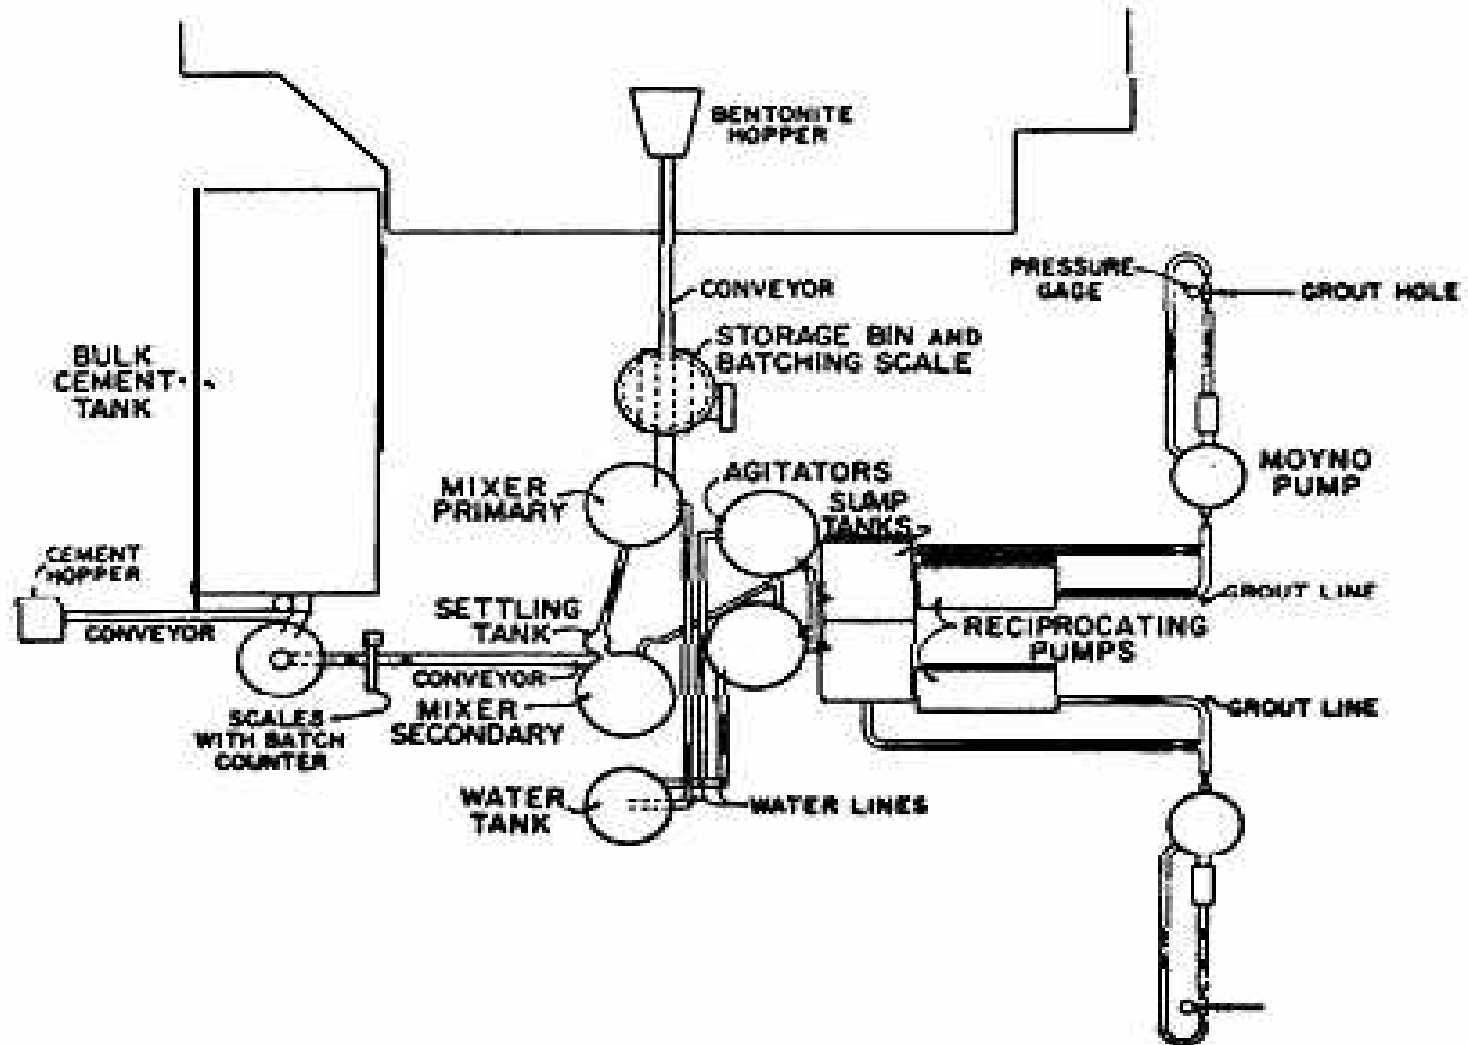 BENTONITE
HOPPER
CONVEYOR
STORAGE BIN AND
BATCHING SCALE
BULK
CEMENT
TANK
PRESSURE
GAGE
GROUT HOLE
MIXER
PRIMARY
AGITATORS
SUMP
TANKS
MOYNO
PUMP
CEMENT
HOPPER
CONVEYOR
SETTLING
TANK
GROUT LINE
RECIPROCATING
PUMPS
CONVEYOR
MIXER
SECONDARY
SCALES
WITH BATCH
COUNTER
GROUT LINE
WATER
TANK
WATER LINES